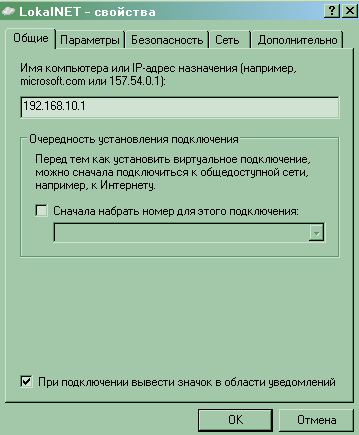 LokalNET - свойства
Общие
Параметры
Безопасность
Сеть
Дополнительно
Имя компьютера или IP-адрес назначения (например,
microsoft.com или 157.54.0.1):
192.168.10.1
Очередность установления подключения
Перед тем как установить виртуальное подключение,
можно сначала подключиться к общедоступной сети,
например, к Интернету.
Сначала набрать номер для этого подключения:
При подключении вывести значок в области уведомлений
OK
Отмена